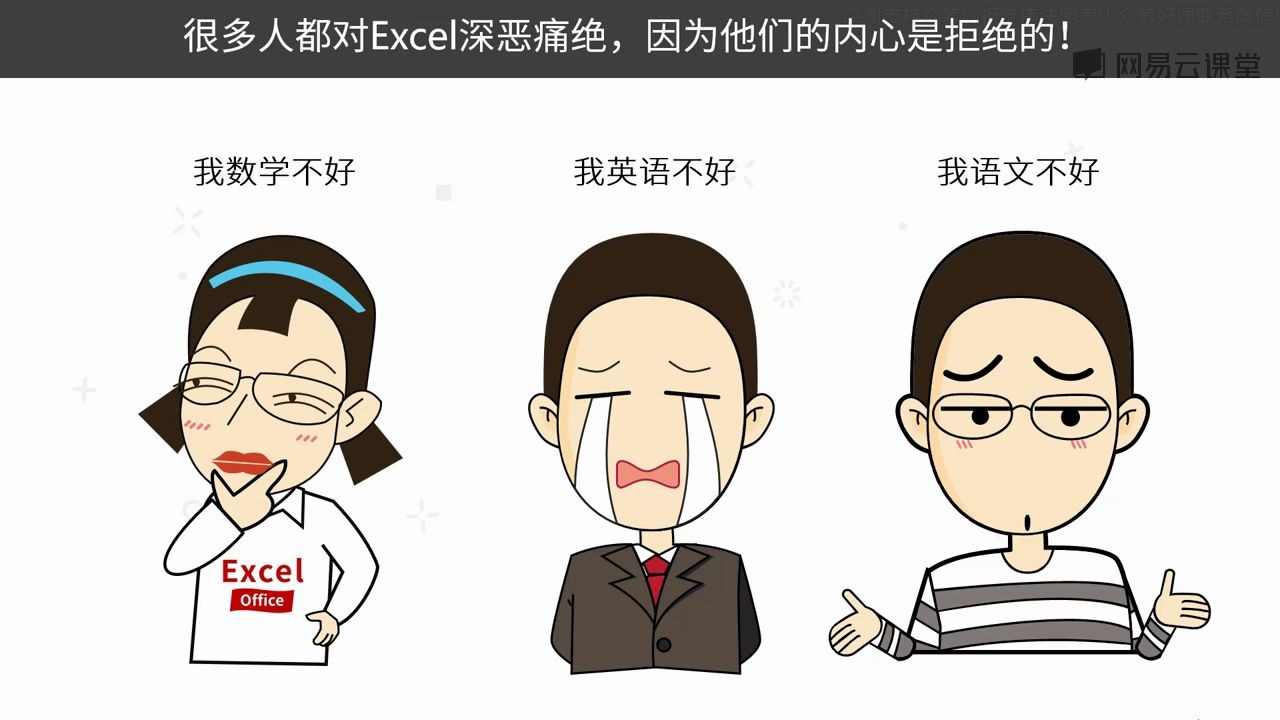 很多人都对Excel深恶痛绝，因为他们的内心是拒绝的！
网易云课堂
我数学不好
我英语不好
我语文不好
Excel
Office